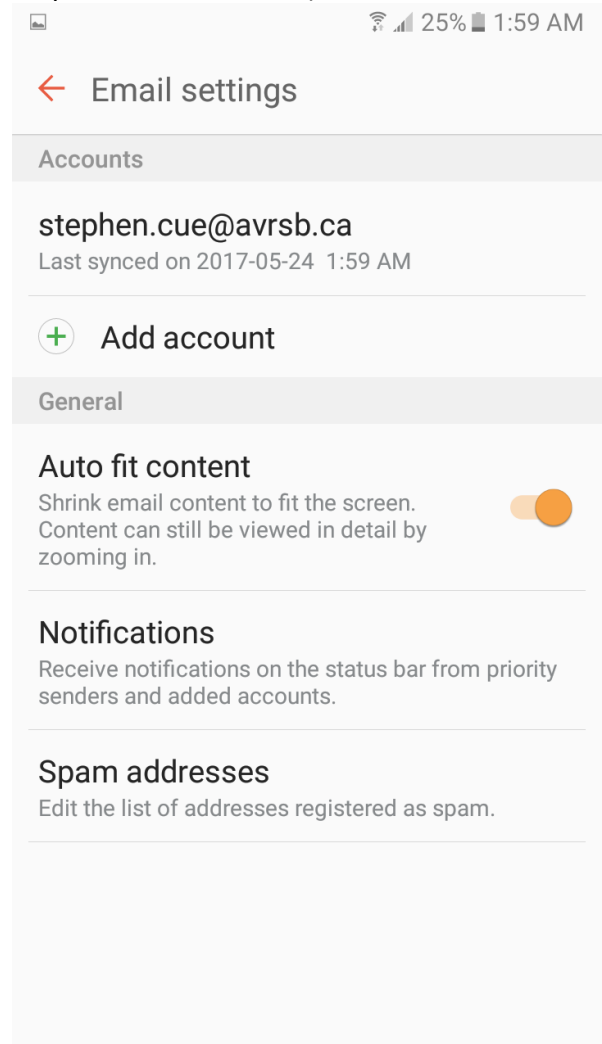 25% 1:59 AM
Email settings
Accounts
stephen.cue@avrsb.ca
Last synced on 2017-05-24 1:59 AM
Add account
General
Auto fit content
Shrink email content to fit the screen.
Content can still be viewed in detail by
zooming in.
Notifications
Receive notifications on the status bar from priority
senders and added accounts.
Spam addresses
Edit the list of addresses registered as spam.